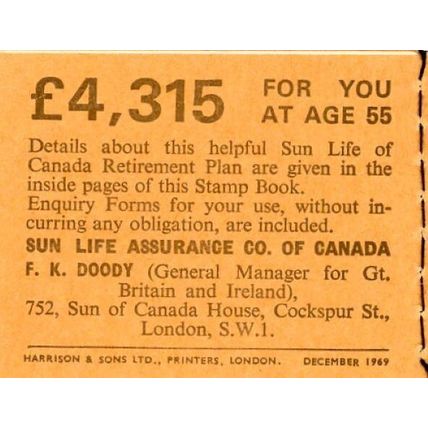 £4,315 FOR YOU
AT AGE 55
Details about this helpful Sun Life of
Canada Retirement Plan are given in the
inside pages of this Stamp Book.
Enquiry Forms for your use, without in-
curring any obligation, are included.
SUN LIFE ASSURANCE CO. OF CANADA
F. K. DOODY (General Manager for Gt.
Britain and Ireland),
752, Sun of Canada House, Cockspur St.,
London, S.W.1.
HARRISON & SONS LTD., PRINTERS, LONDON. DECEMBER 1969